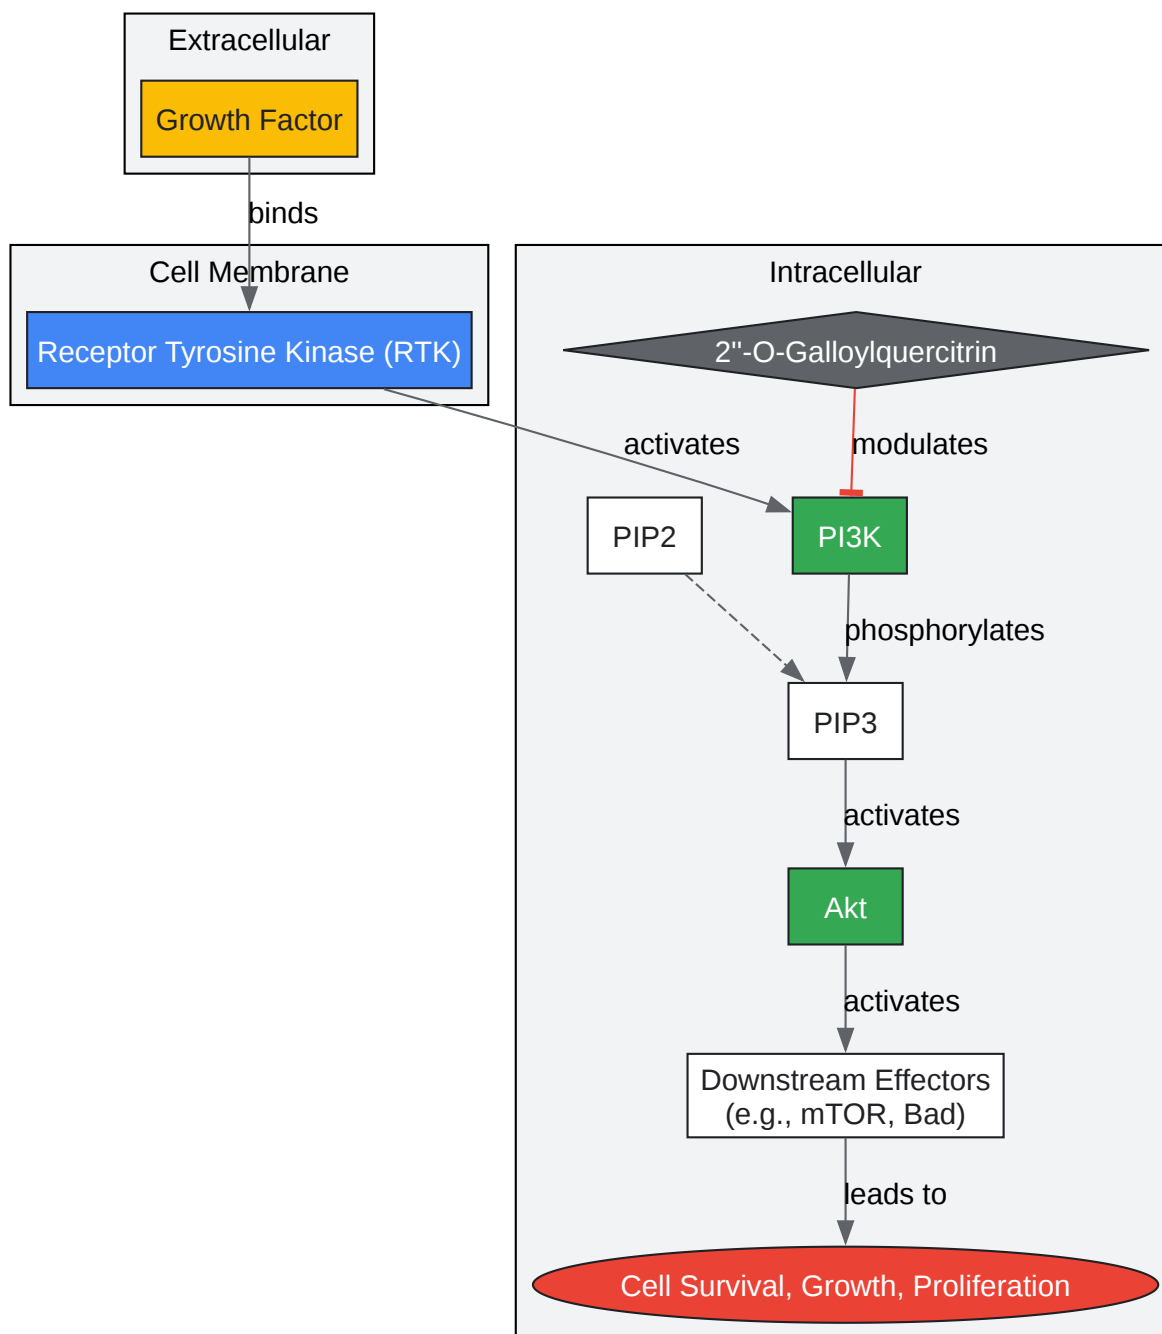 Extracellular
Growth Factor
binds
Cell Membrane
Receptor Tyrosine Kinase (RTK)
Intracellular
2''-O-Galloylquercitrin
activates
modulates
PIP2
PI3K
phosphorylates
PIP3
activates
Akt
activates
Downstream Effectors
(e.g., mTOR, Bad)
leads to
Cell Survival, Growth, Proliferation